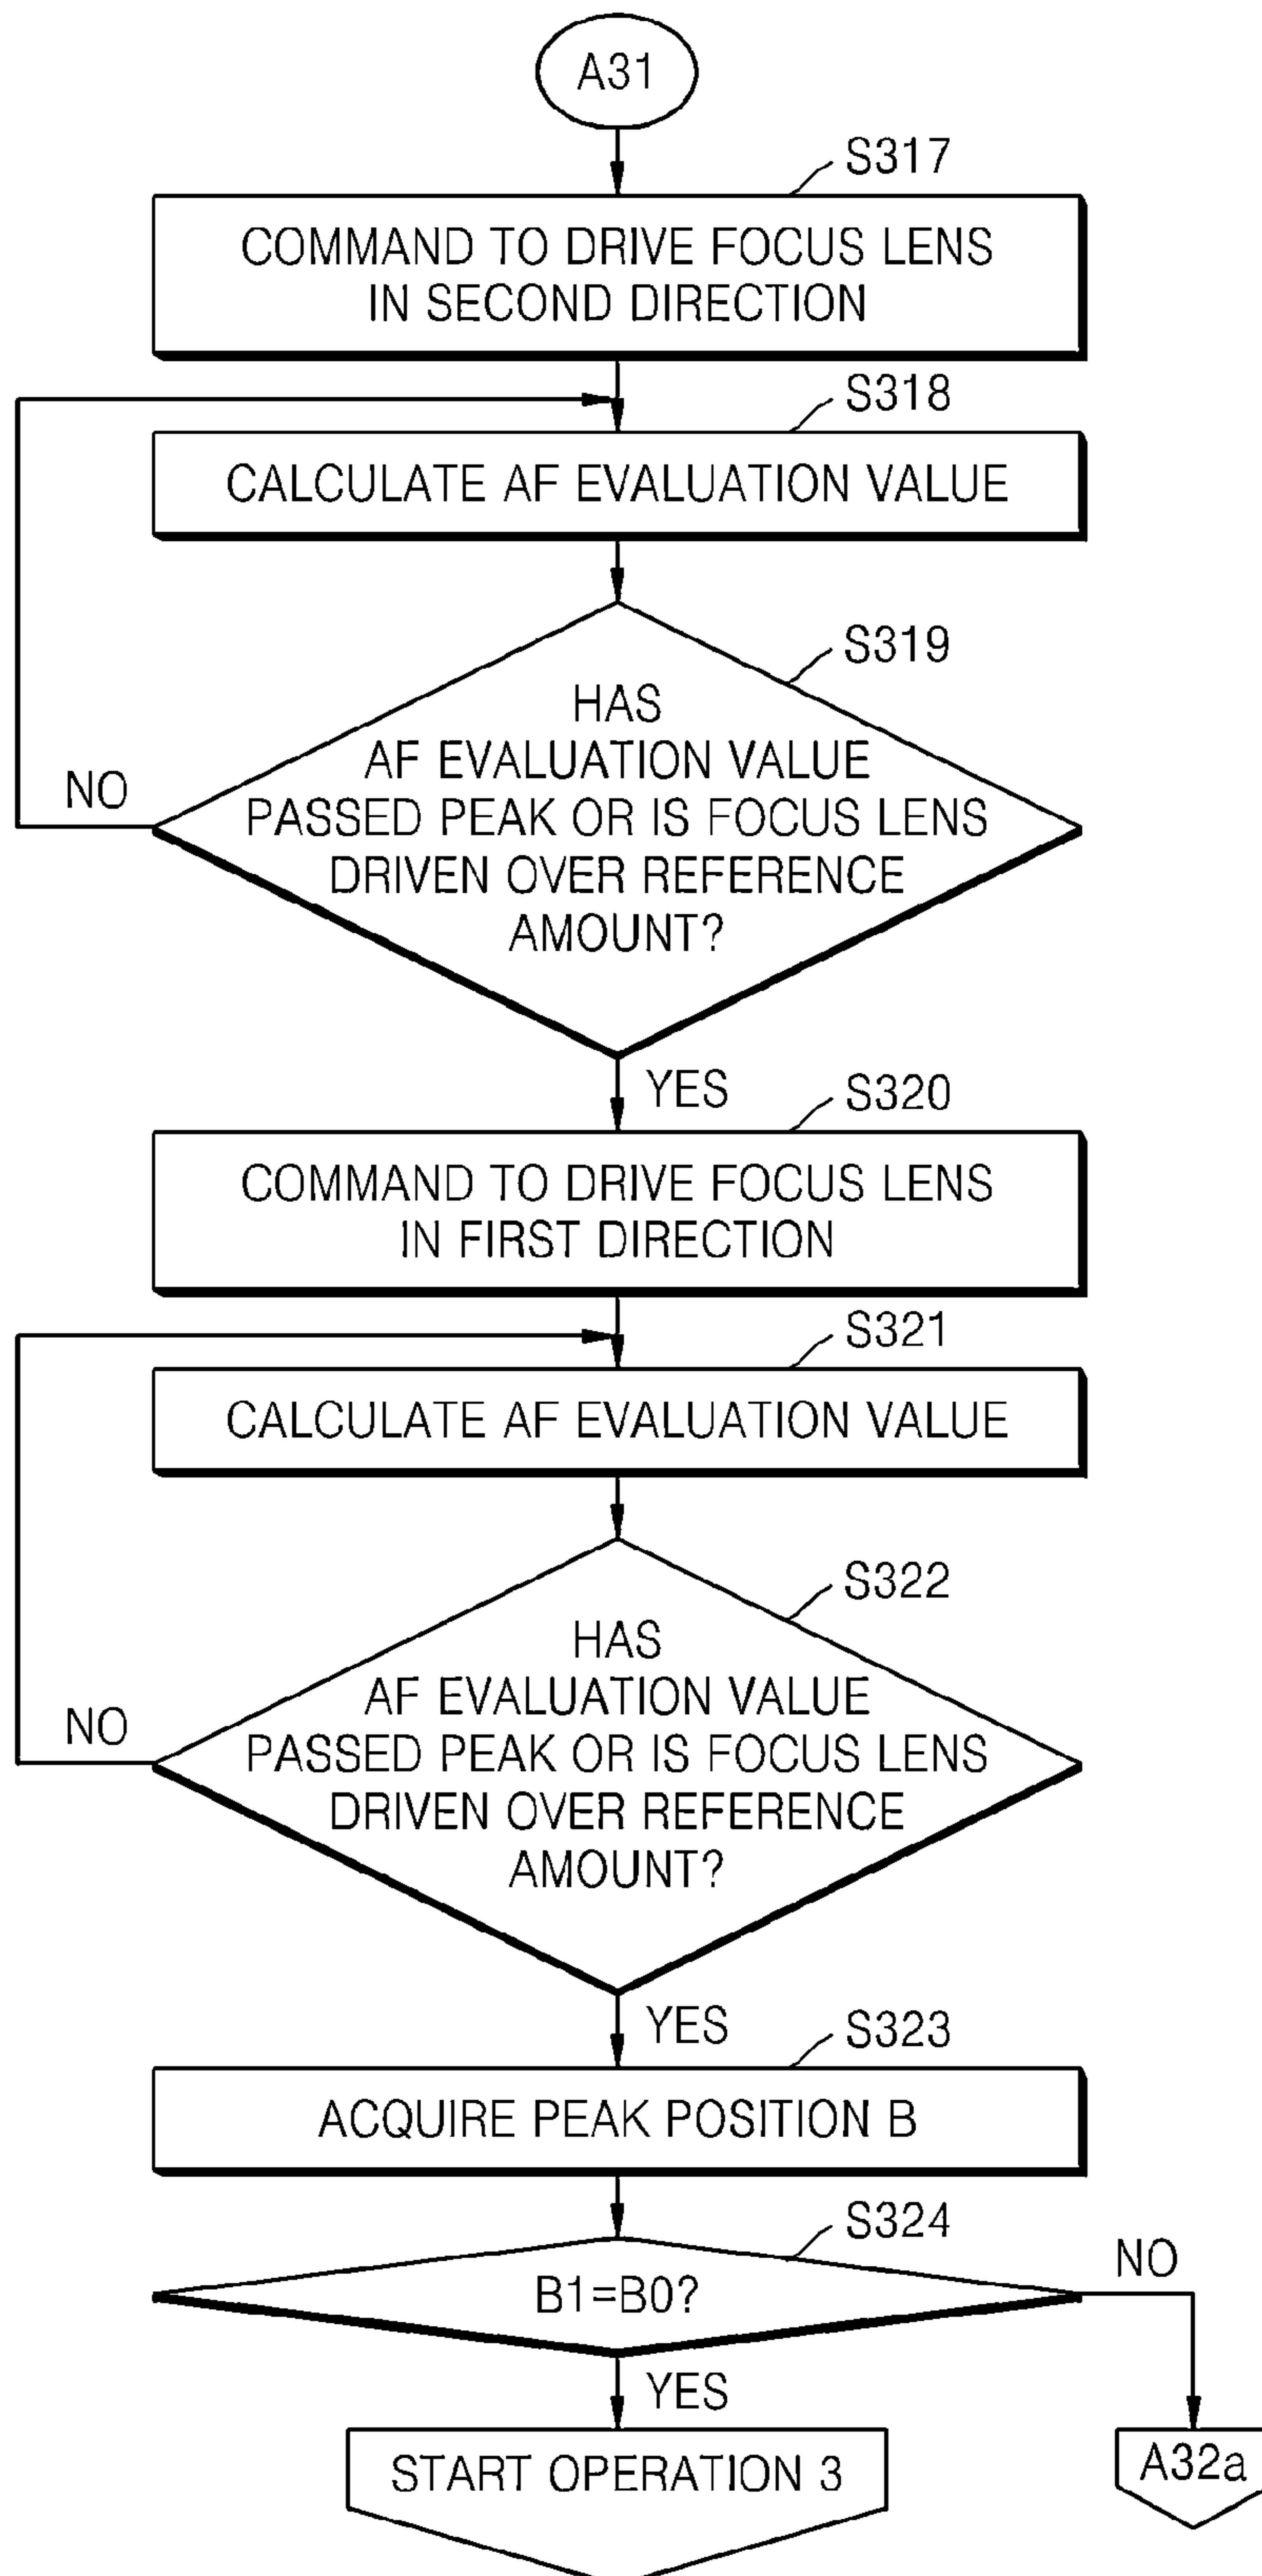 A31
S317
COMMAND TO DRIVE FOCUS LENS
IN SECOND DIRECTION
S318
CALCULATE AF EVALUATION VALUE
S319
HAS
AF EVALUATION VALUE
PASSED PEAK OR IS FOCUS LENS
DRIVEN OVER REFERENCE
AMOUNT?
NO
YES
S320
COMMAND TO DRIVE FOCUS LENS
IN FIRST DIRECTION
S321
CALCULATE AF EVALUATION VALUE
S322
HAS
AF EVALUATION VALUE
PASSED PEAK OR IS FOCUS LENS
DRIVEN OVER REFERENCE
AMOUNT?
NO
YES
S323
ACQUIRE PEAK POSITION B
S324
B1=B0?
NO
YES
START OPERATION 3
A32a